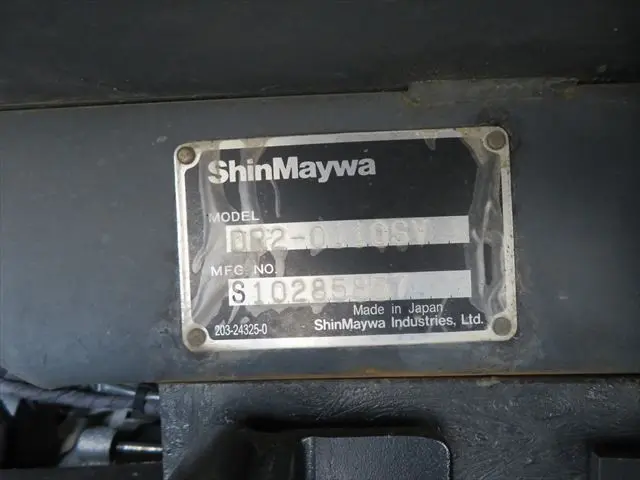 ShinMaywa
MODEL
MFG. NO.
Made in Japan
203-24325-0
ShinMaywa Industries, Ltd.